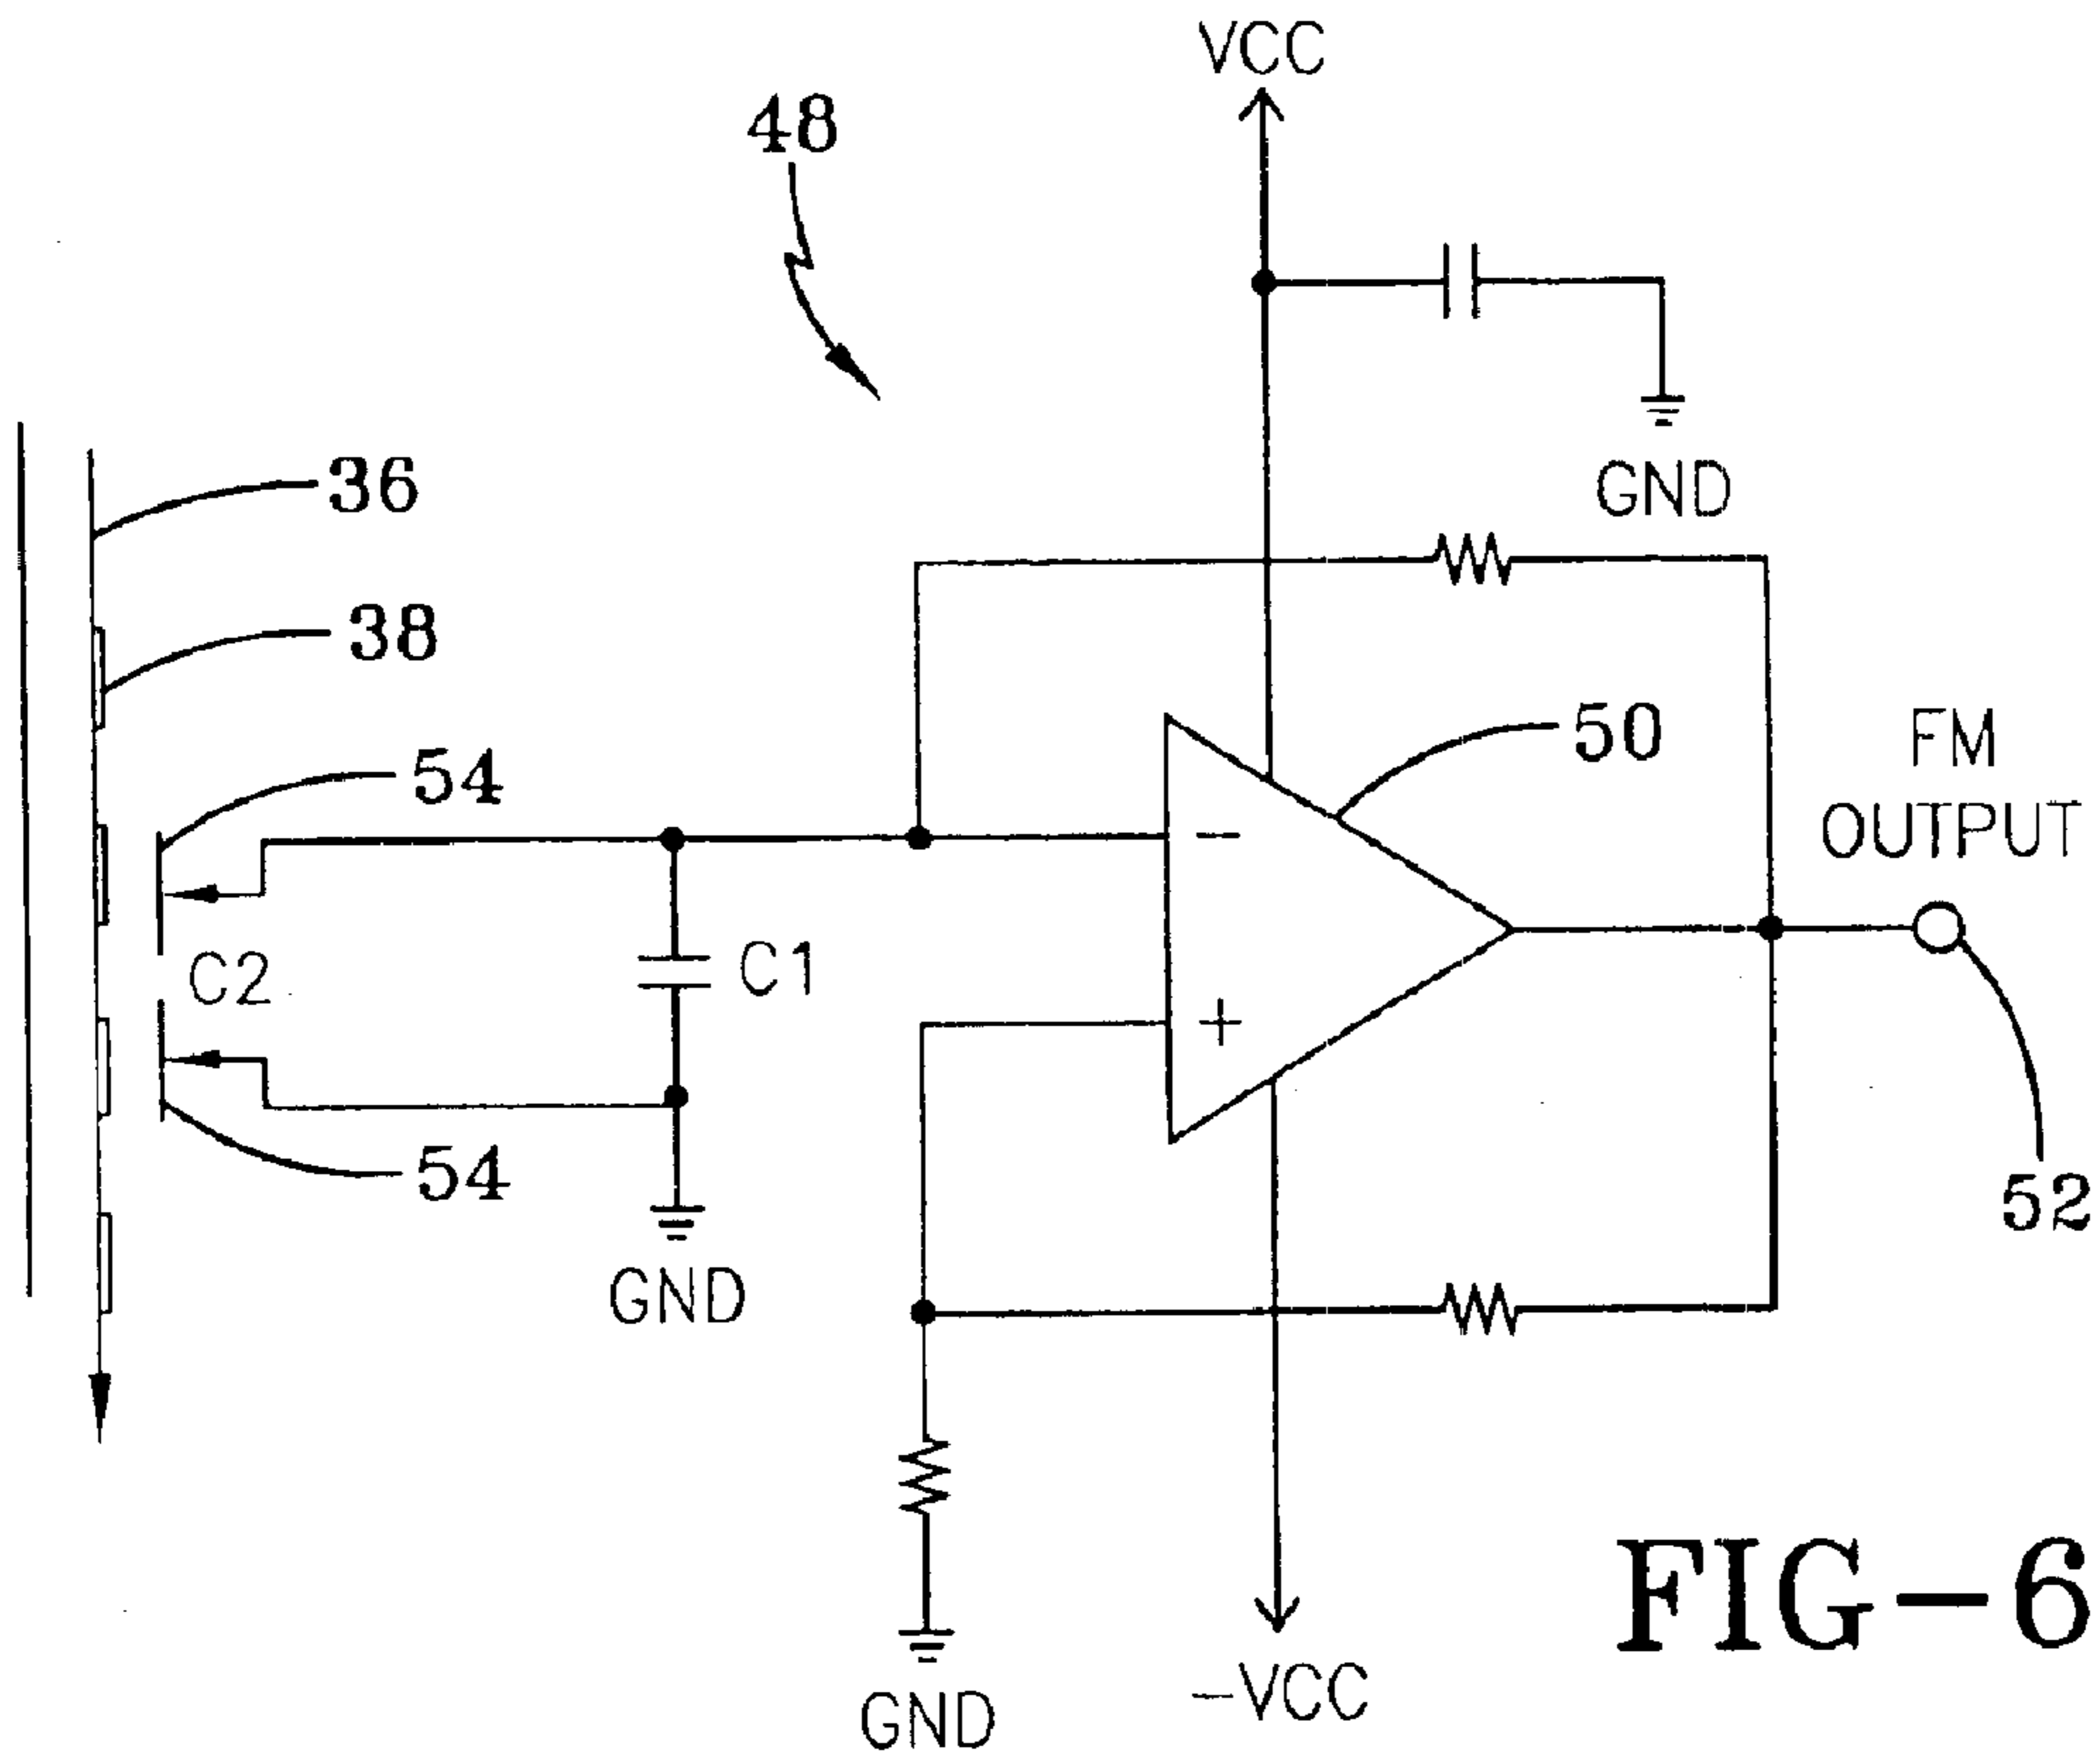 VCC
48
GND
36
38
54
50
FM
OUTPUT
-
C2
C1
+
54
52
GND
FIG-6
-VCC
GND